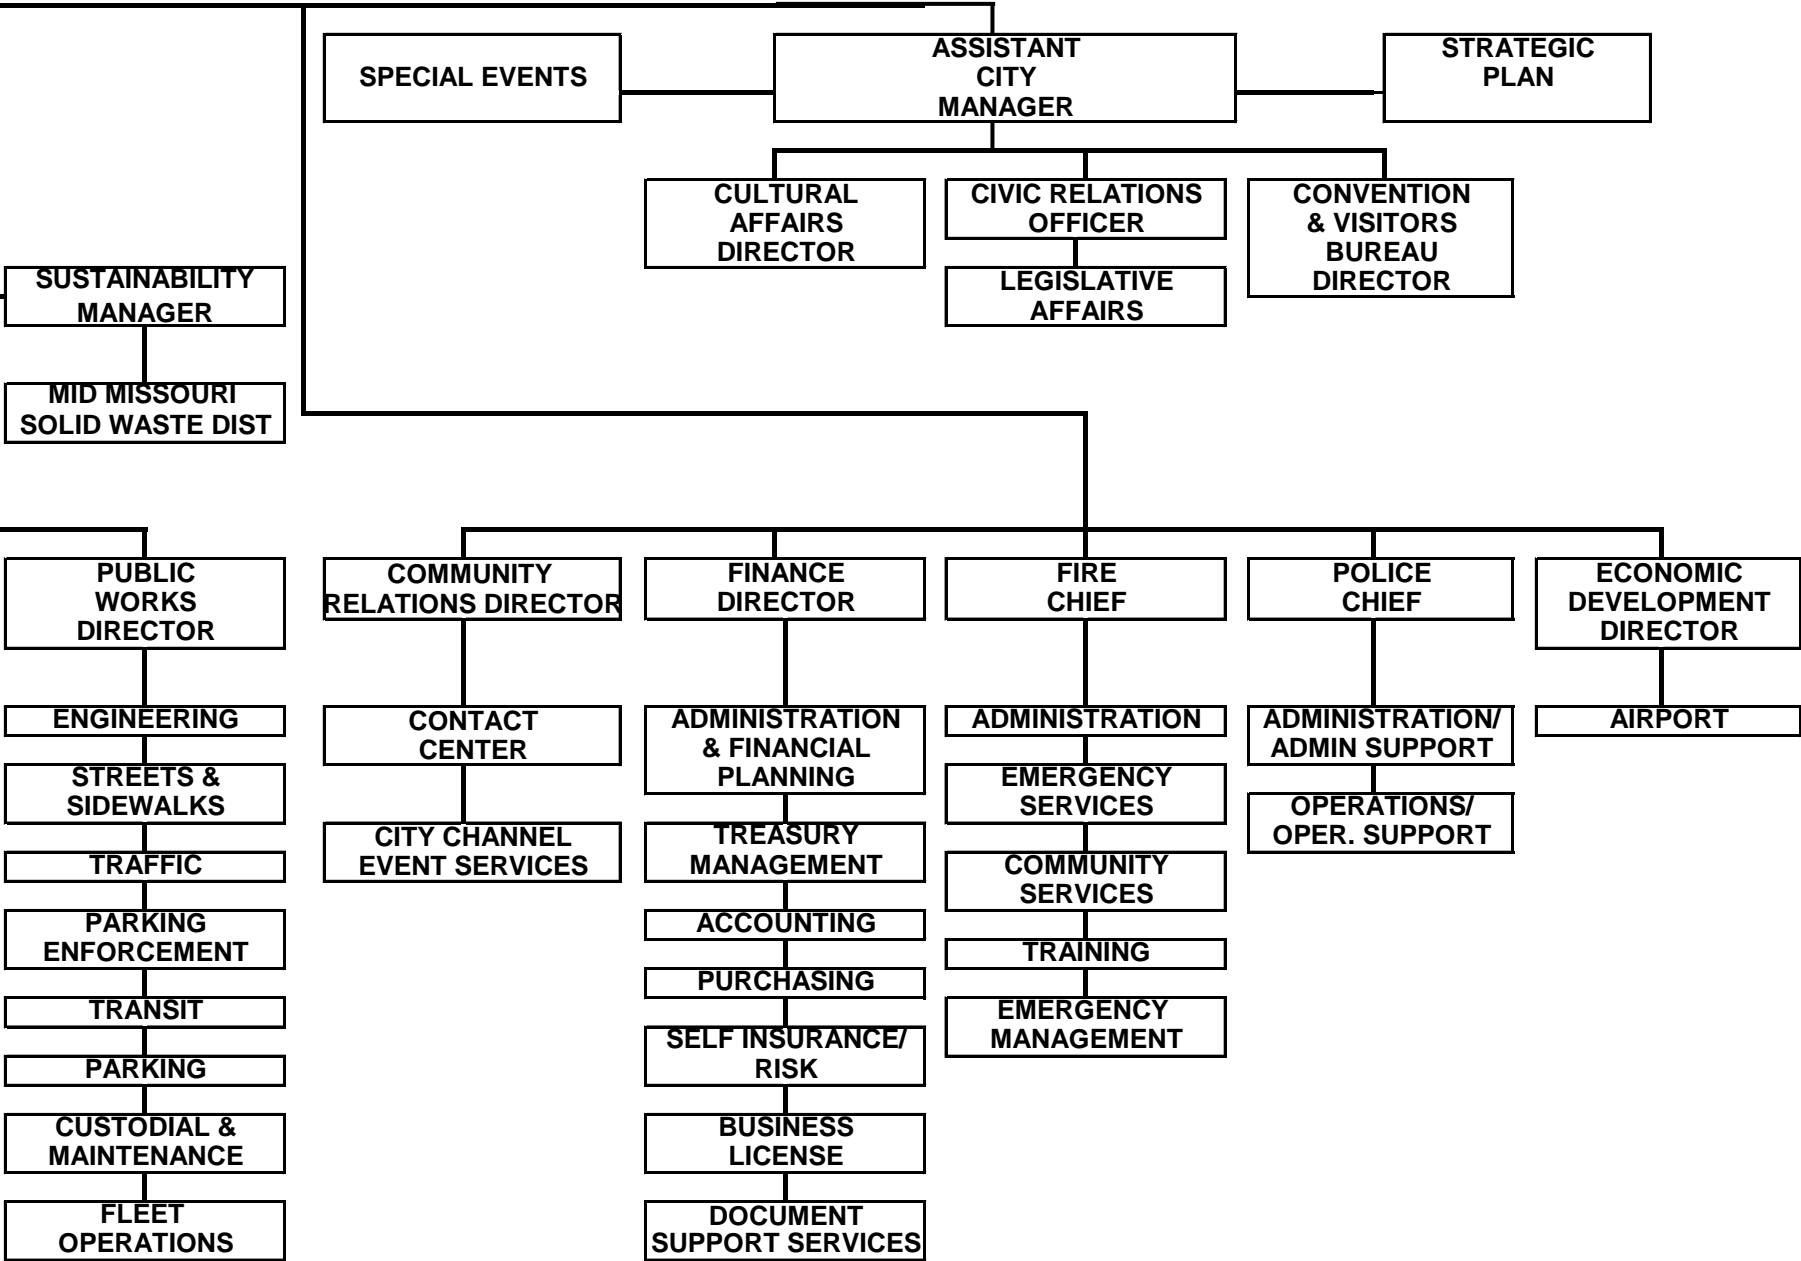 SPECIAL EVENTS
ASSISTANT
CITY
MANAGER
STRATEGIC
PLAN
CULTURAL
AFFAIRS
DIRECTOR
CIVIC RELATIONS
OFFICER
CONVENTION
& VISITORS
BUREAU
DIRECTOR
LEGISLATIVE
AFFAIRS
SUSTAINABILITY
MANAGER
MID MISSOURI
SOLID WASTE DIST
PUBLIC
WORKS
DIRECTOR
ENGINEERING
STREETS &
SIDEWALKS
TRAFFIC
PARKING
ENFORCEMENT
TRANSIT
PARKING
CUSTODIAL &
MAINTENANCE
FLEET
OPERATIONS
COMMUNITY
RELATIONS DIRECTOR
CONTACT
CENTER
CITY CHANNEL
EVENT SERVICES
FINANCE
DIRECTOR
ADMINISTRATION
& FINANCIAL
PLANNING
TREASURY
MANAGEMENT
ACCOUNTING
PURCHASING
SELF INSURANCE/
RISK
BUSINESS
LICENSE
DOCUMENT
SUPPORT SERVICES
FIRE
CHIEF
ADMINISTRATION
EMERGENCY
SERVICES
COMMUNITY
SERVICES
TRAINING
EMERGENCY
MANAGEMENT
POLICE
CHIEF
ADMINISTRATION/
ADMIN SUPPORT
OPERATIONS/
OPER. SUPPORT
ECONOMIC
DEVELOPMENT
DIRECTOR
AIRPORT